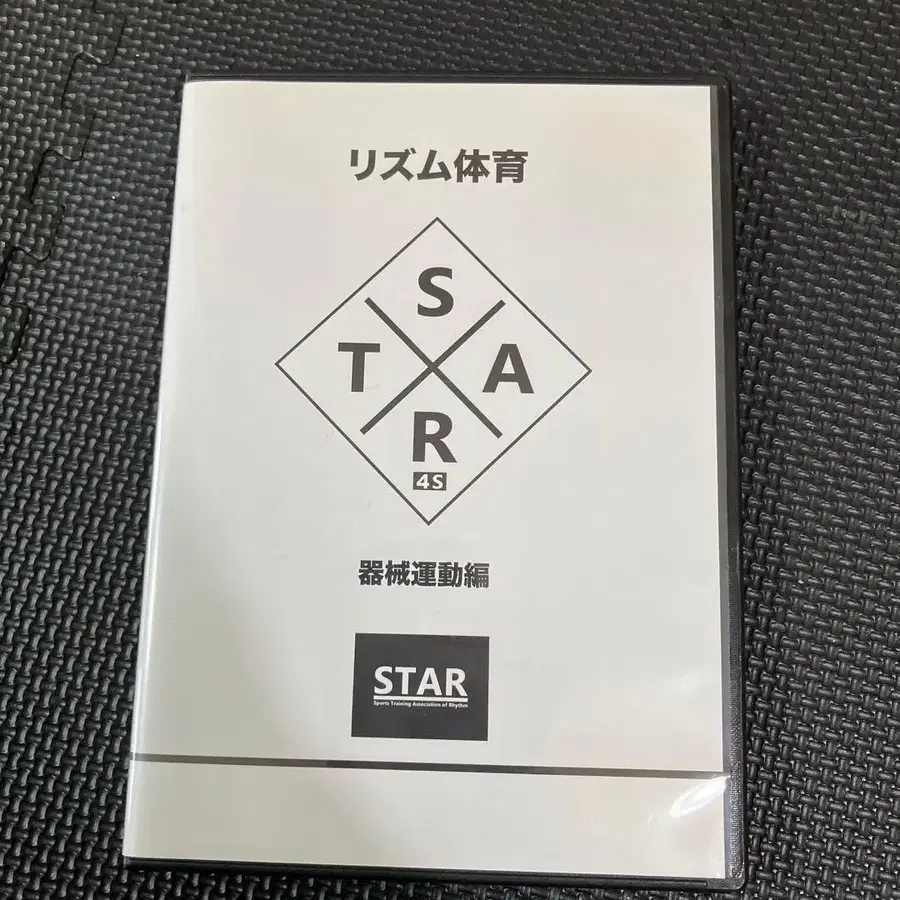 リズム体育
S
T A
R
4S
器械運動編
STAR
Sports Training Association of Rhythm